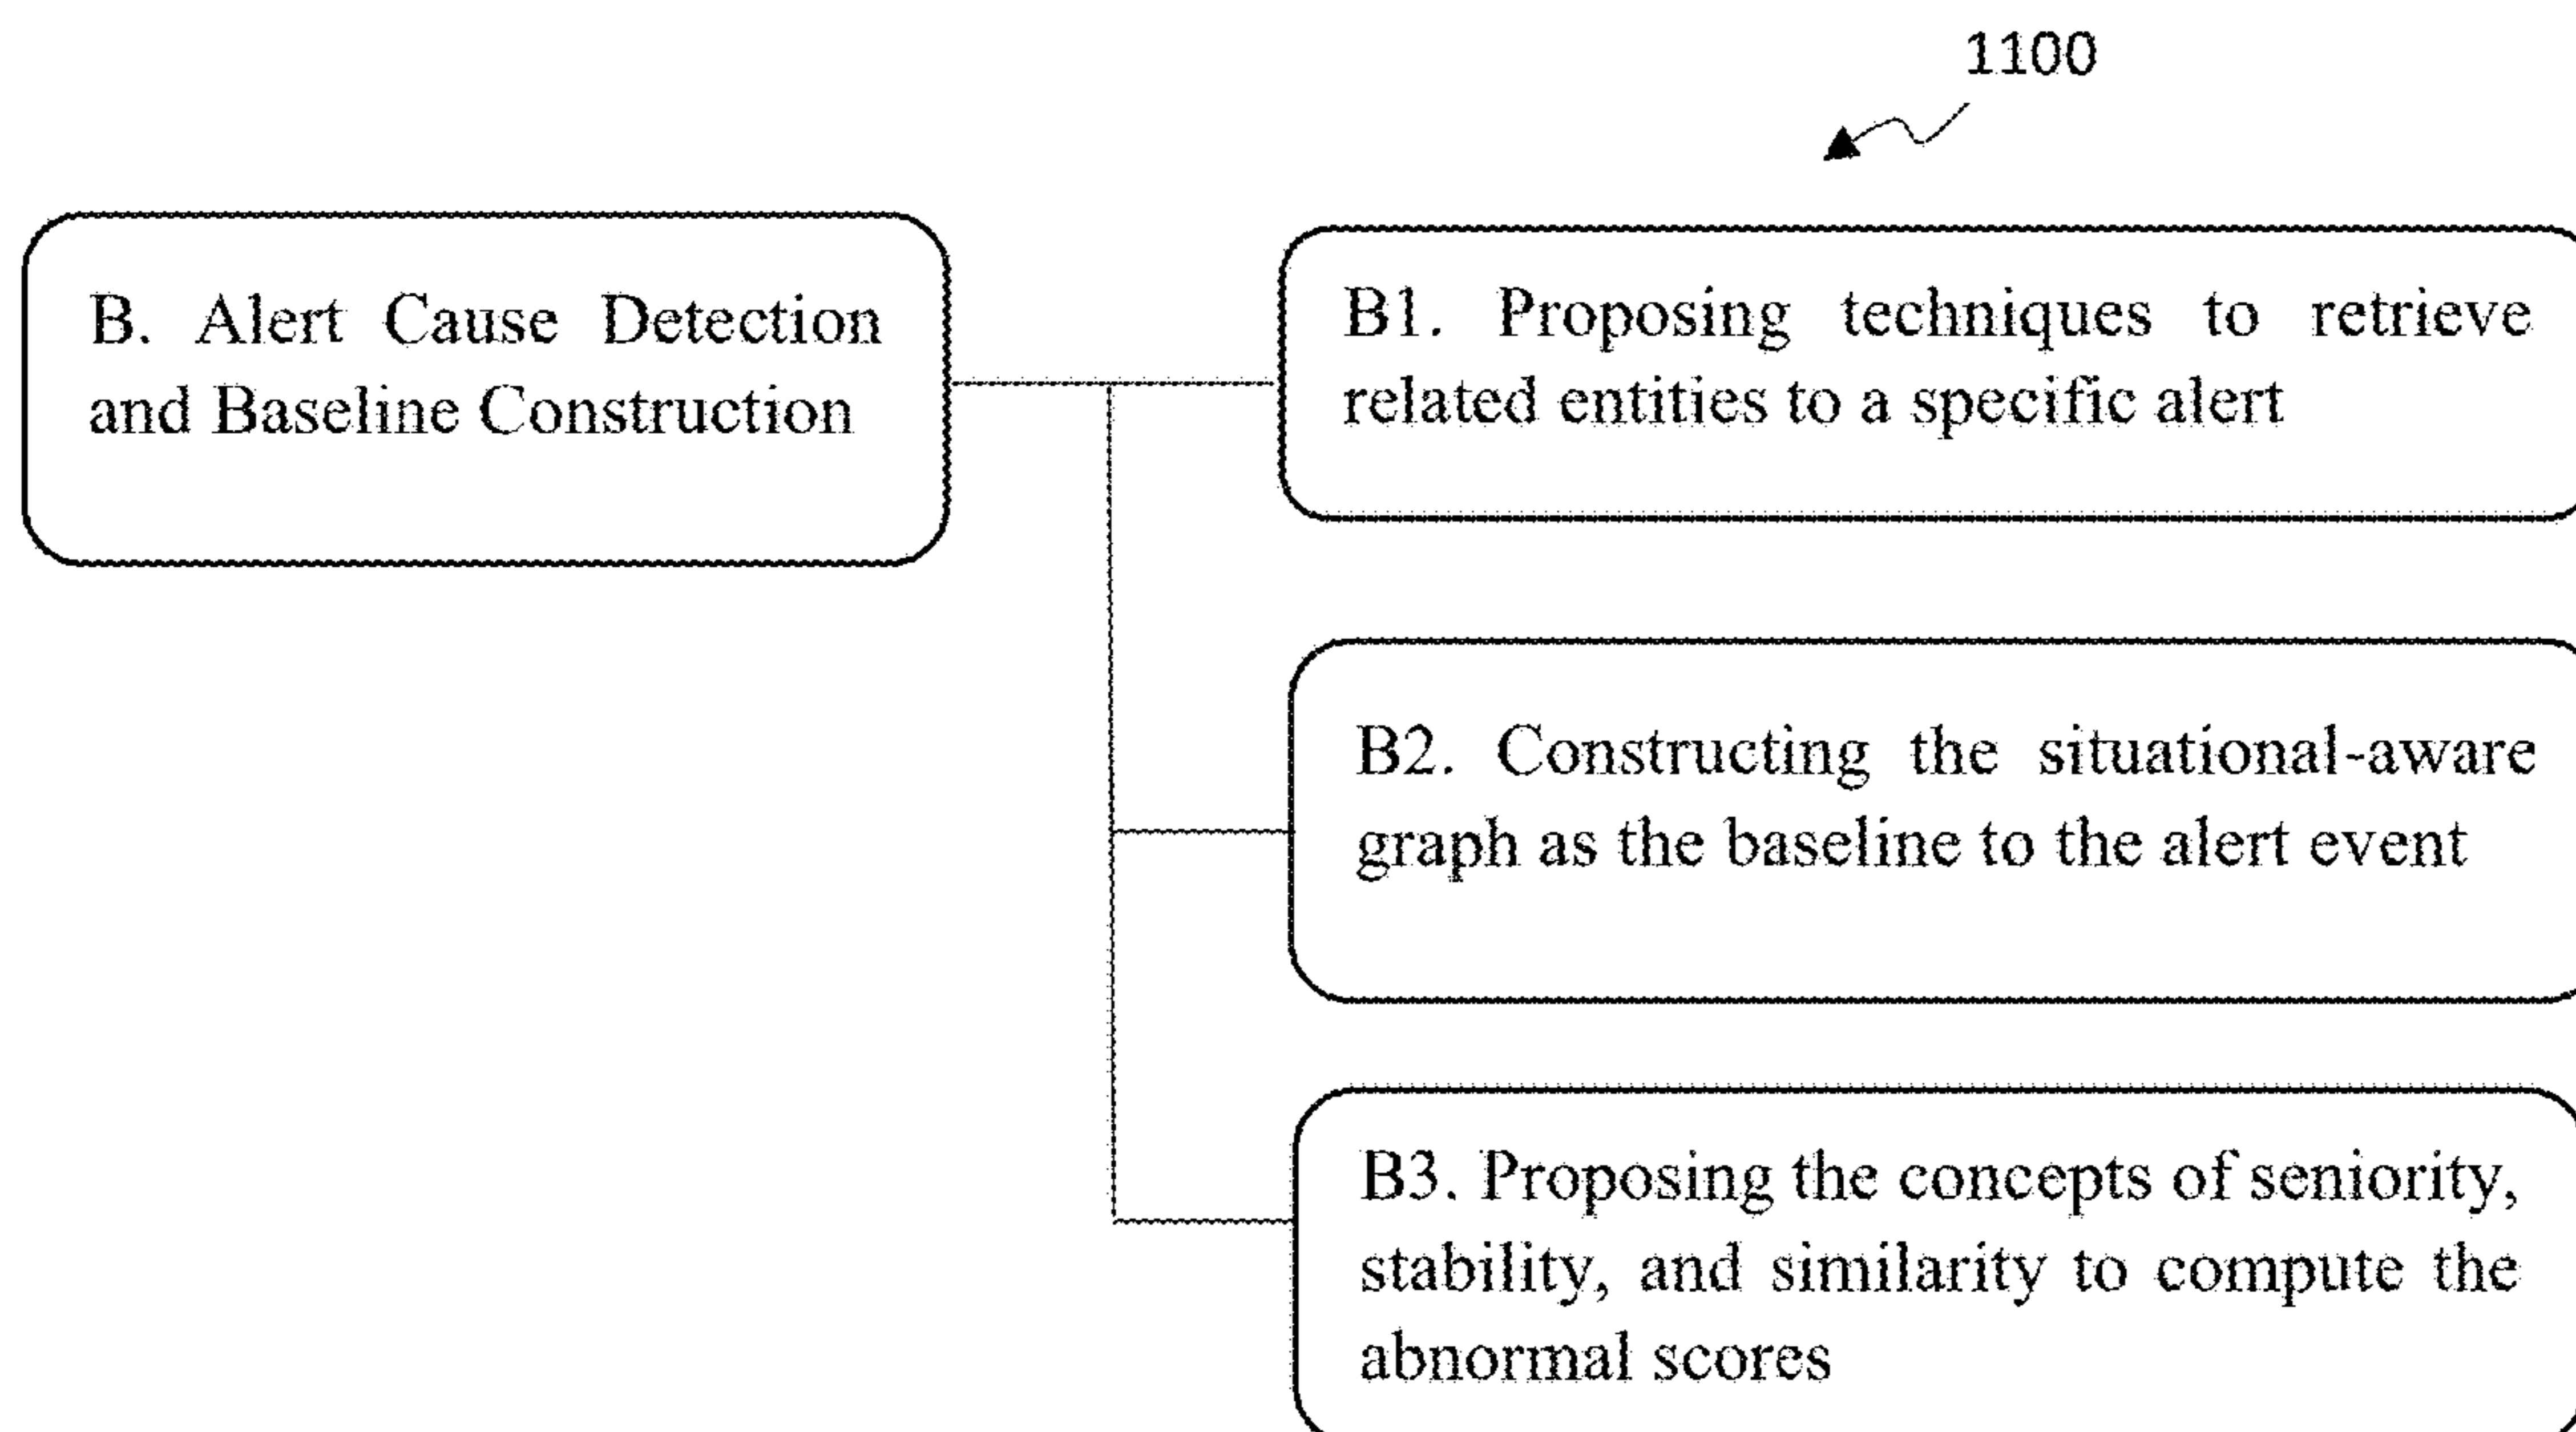 1100
B. Alert Cause Detection
and Baseline Construction
B1. Proposing techniques to retrieve
related entities to a specific alert
B2. Constructing the situational-aware
graph as the baseline to the alert event
B3. Proposing the concepts of seniority,
stability, and similarity to compute the
abnormal scores